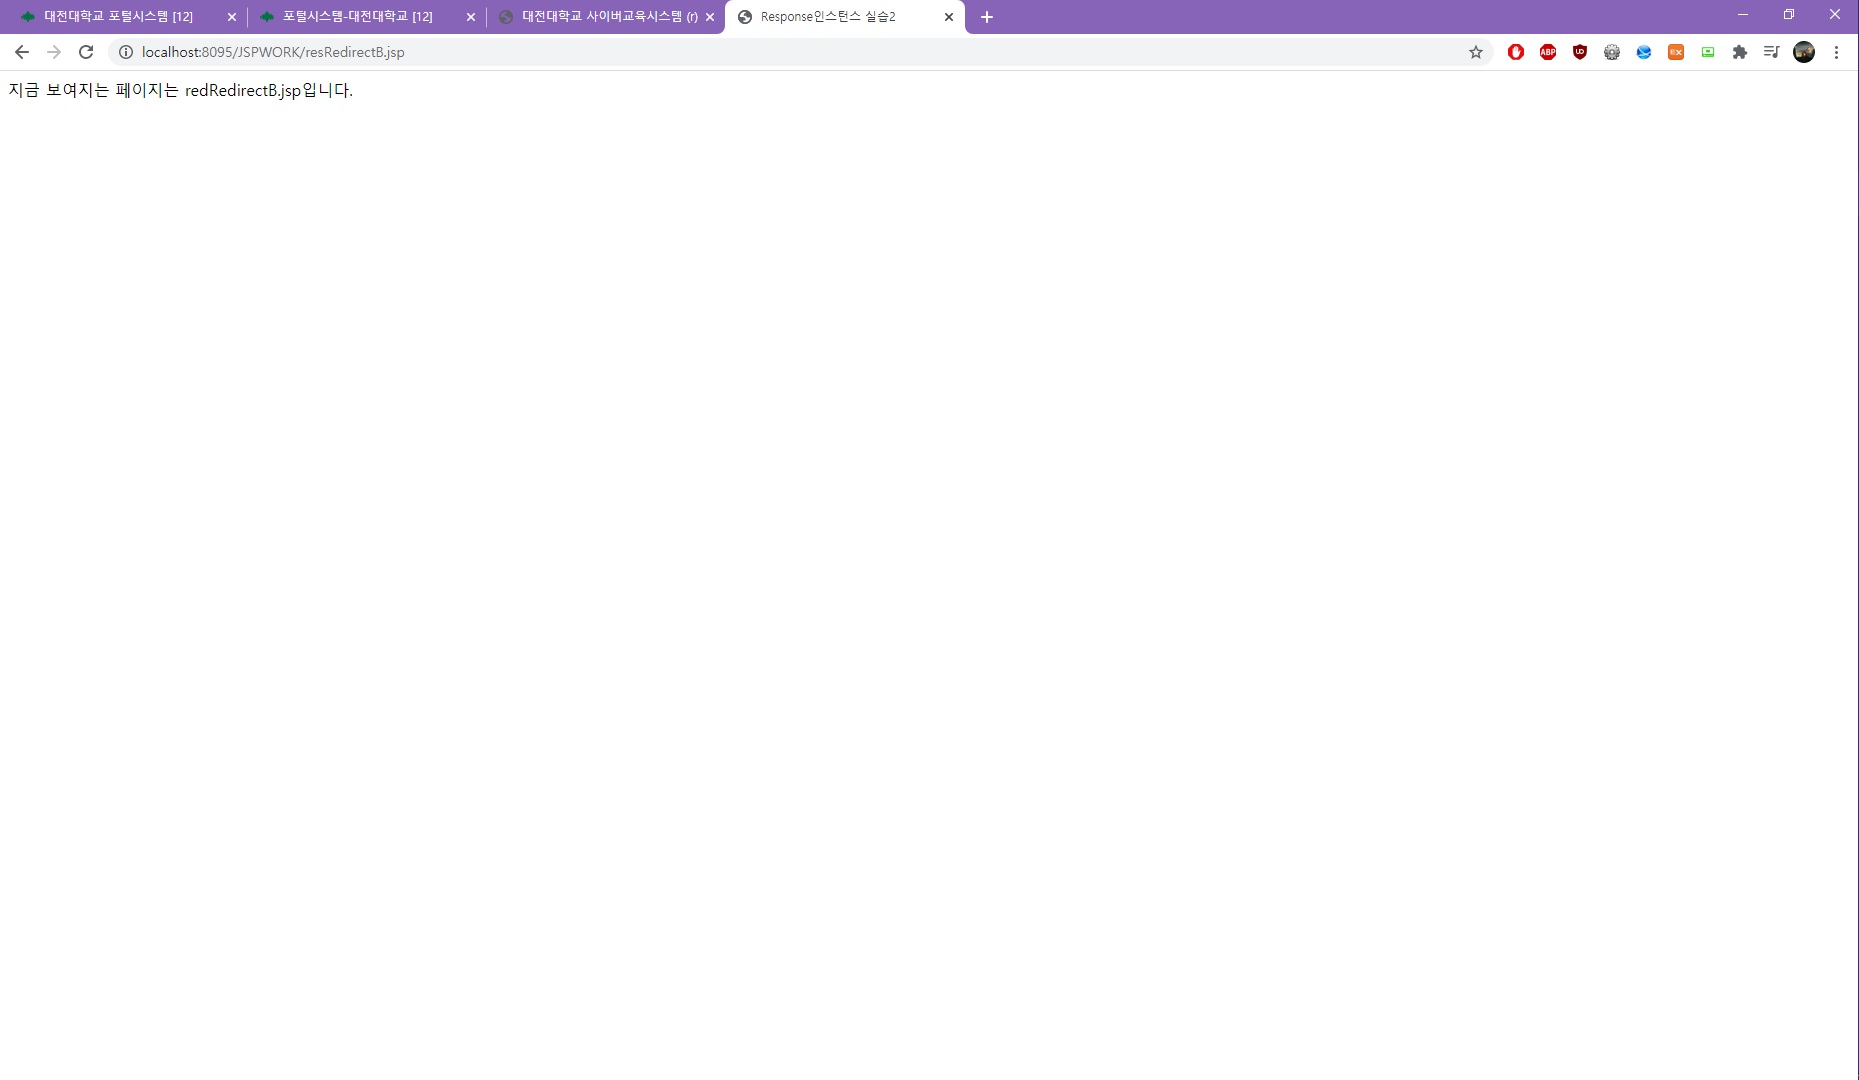 대전대학교 포털시스템 [12]
포털시스템-대전대학교 [12]
대전대학교 사이버교육시스템 (r)
Response인스턴스 실습2
localhost:8095/JSPWORK/resRedirectB.jsp
ABP
지금 보여지는 페이지는 redRedirectB.jsp입니다.